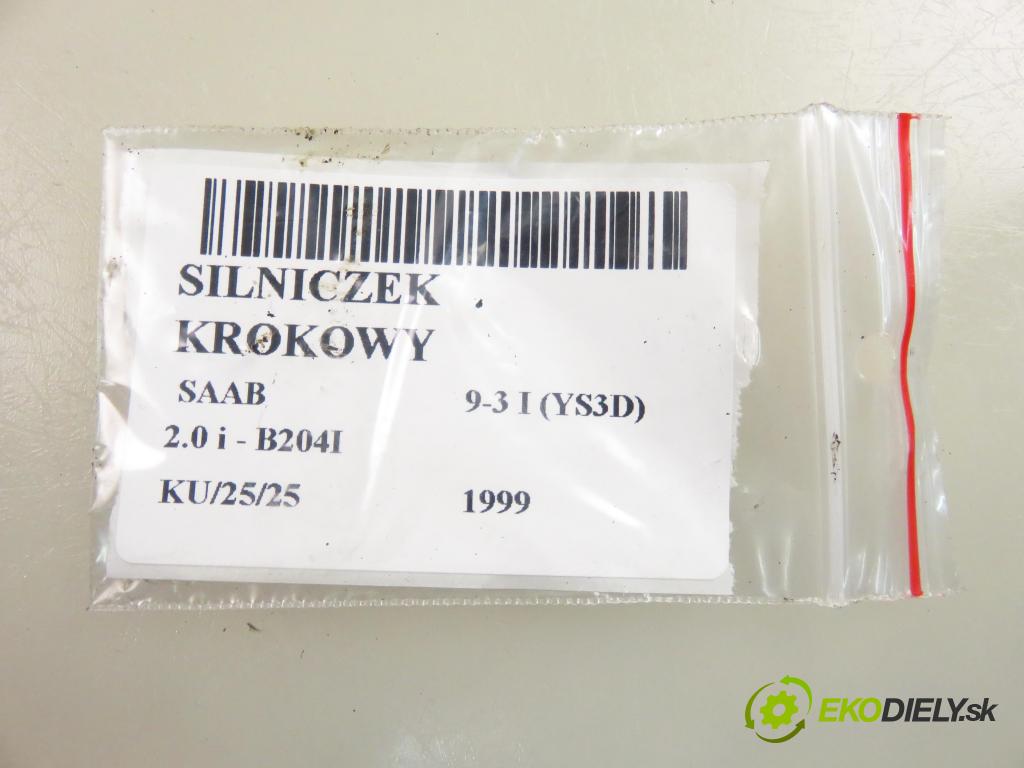 SILNICZEK
KROKOWY
SAAB 9-3 I (YS3D)
2.0 i - B204I
KU/25/25 1999
EKODIELY.sk